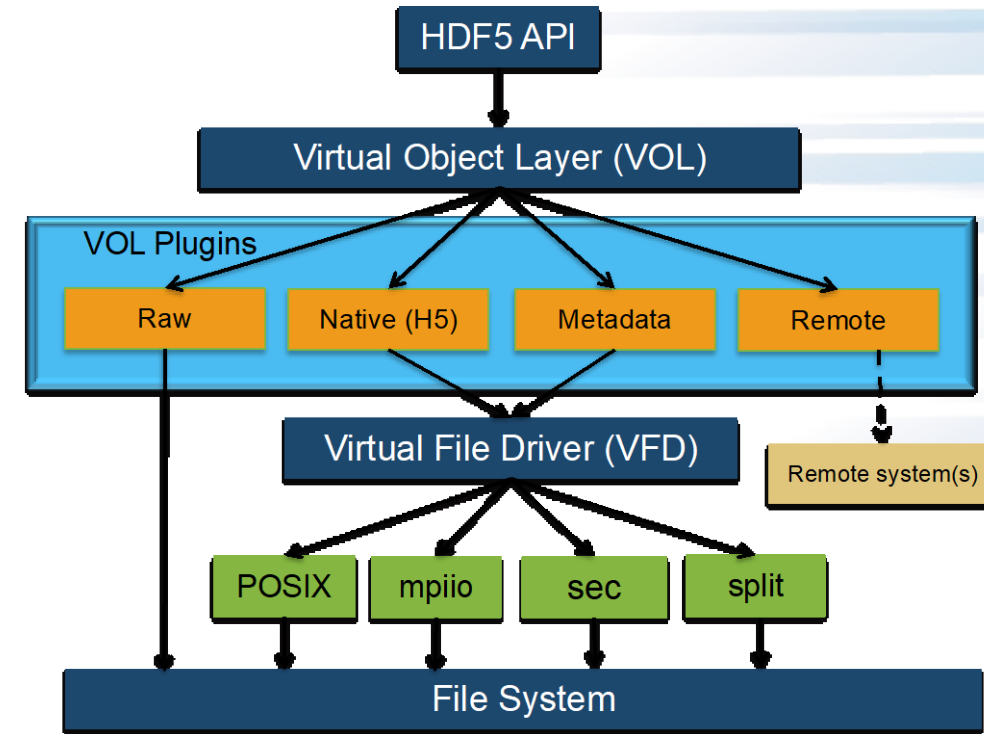 HDF5 API
Virtual Object Layer (VOL)
VOL Plugins
Raw
Native (H5)
Metadata
Remote
Virtual File Driver (VFD)
Remote system(s)
POSIX
mpiio
sec
split
File System